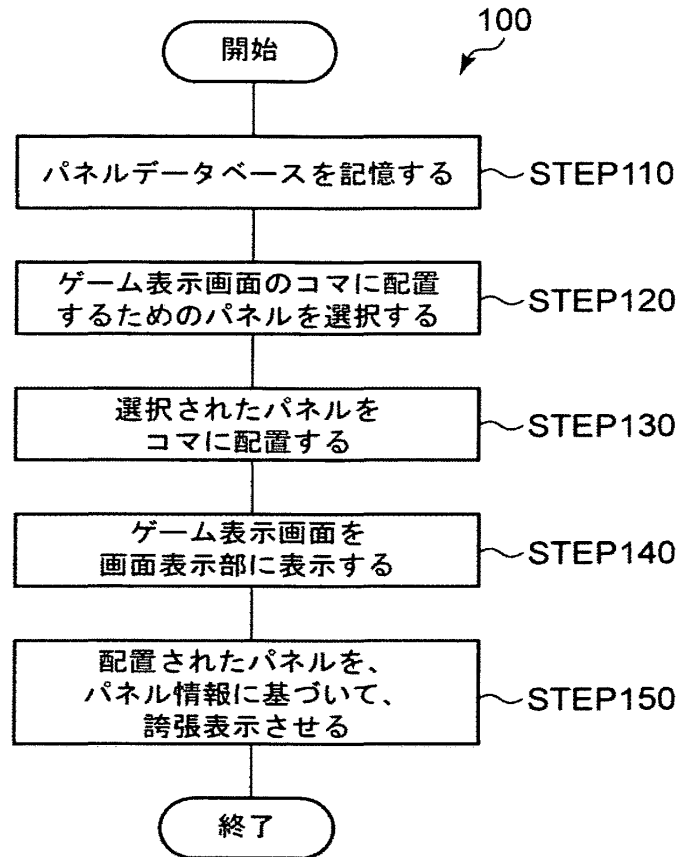 100
開始
パネルデータベースを記憶する
STEP110
ゲーム表示画面のコマに配置
するためのパネルを選択する
STEP120
選択されたパネルを
コマに配置する
STEP130
ゲーム表示画面を
画面表示部に表示する
STEP140
配置されたパネルを、
パネル情報に基づいて、
誇張表示させる
STEP150
終了